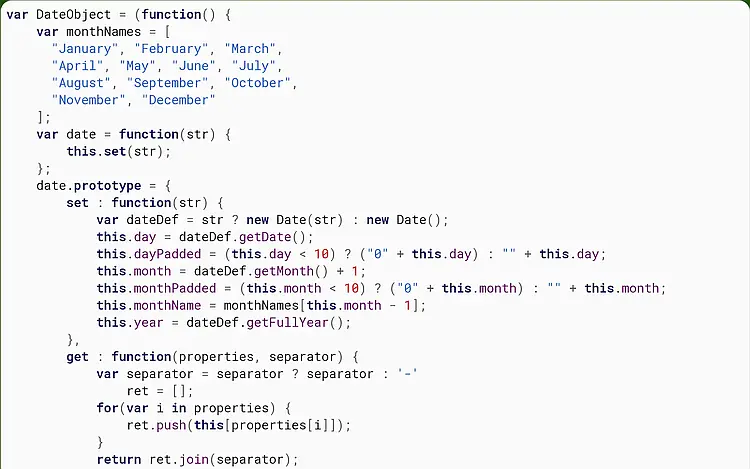 var DateObject = (function() {
    var monthNames = [
      "January", "February", "March",
      "April", "May", "June", "July",
      "August", "September", "October",
      "November", "December"
    ];
    var date = function(str) {
        this.set(str);
    };
    date.prototype = {
        set : function(str) {
            var dateDef = str ? new Date(str) : new Date();
            this.day = dateDef.getDate();
            this.dayPadded = (this.day < 10) ? ("0" + this.day) : "" + this.day;
            this.month = dateDef.getMonth() + 1;
            this.monthPadded = (this.month < 10) ? ("0" + this.month) : "" + this.month;
            this.monthName = monthNames[this.month - 1];
            this.year = dateDef.getFullYear();
        },
        get : function(properties, separator) {
            var separator = separator ? separator : '-'
                ret = [];
            for(var i in properties) {
                ret.push(this[properties[i]]);
            }
            return ret.join(separator);